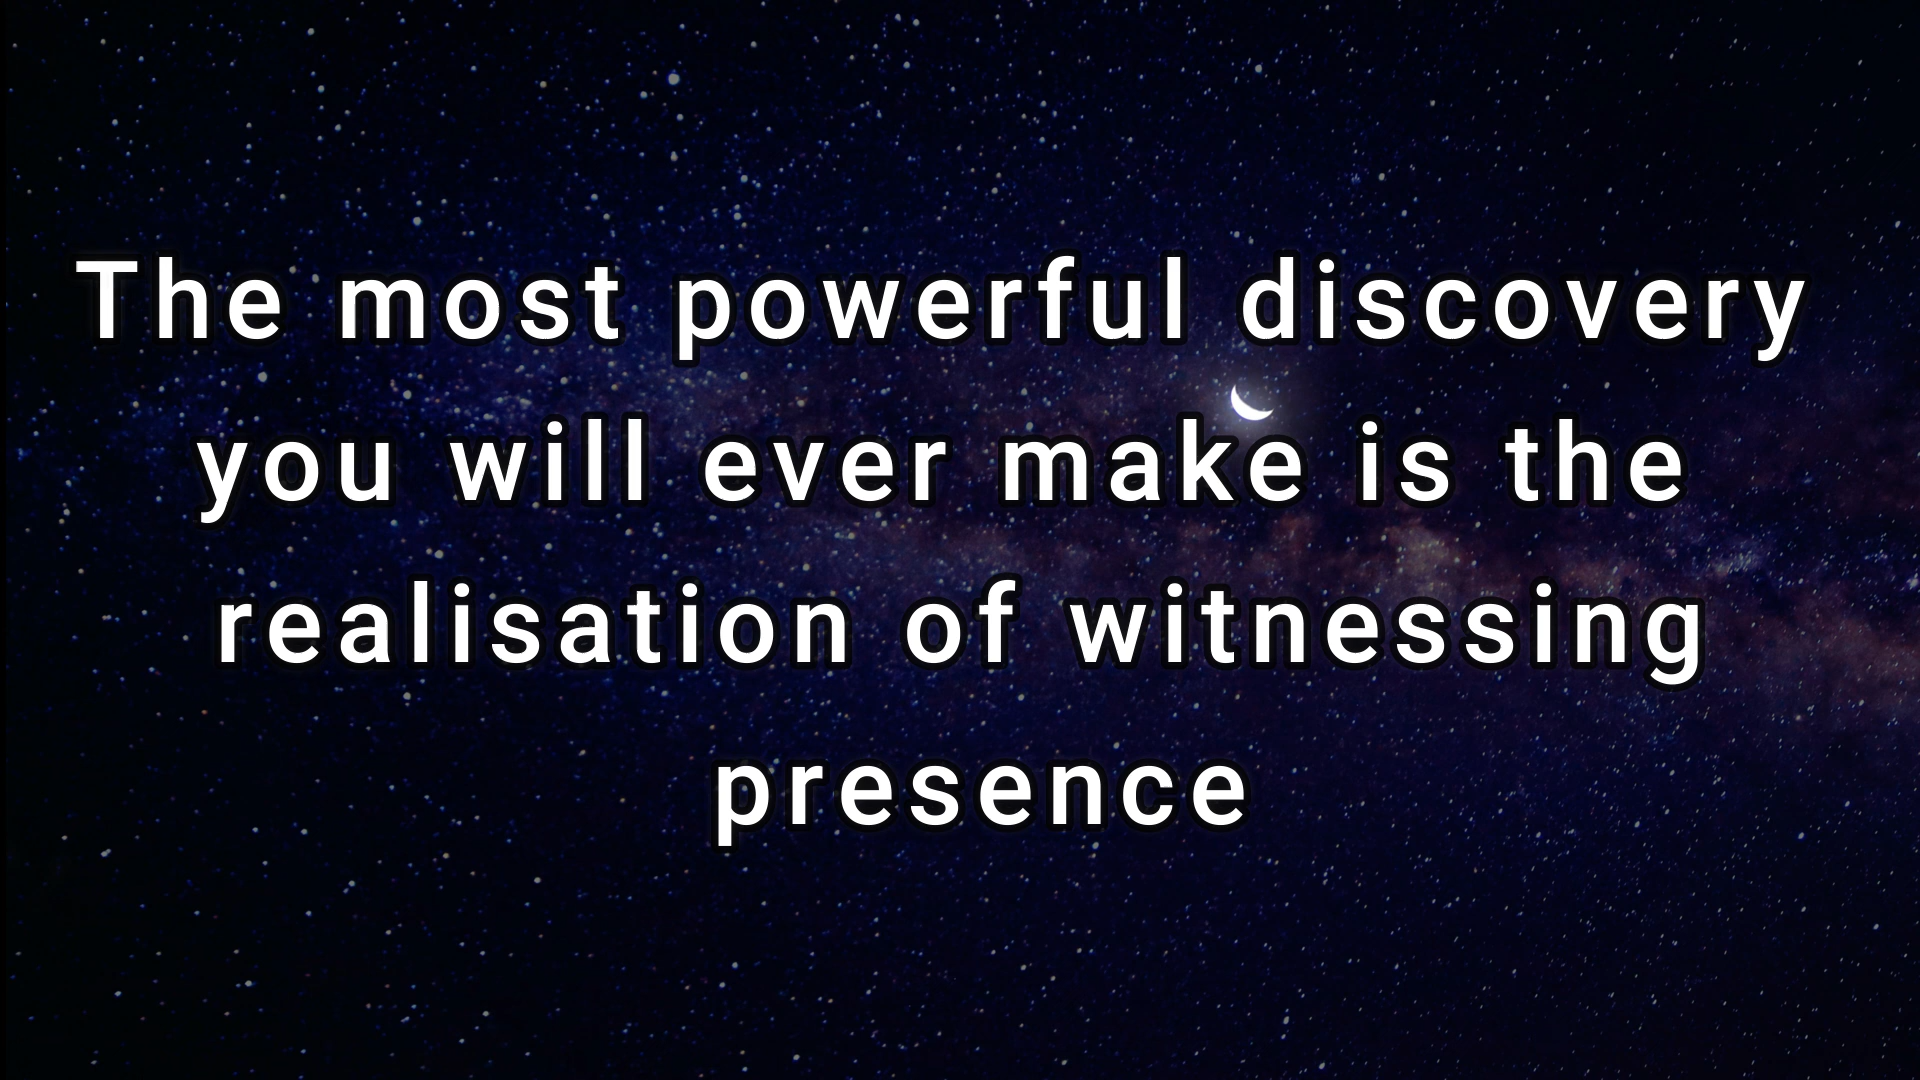 The most powerful discovery
you will ever make is the
realisation of witnessing
presence